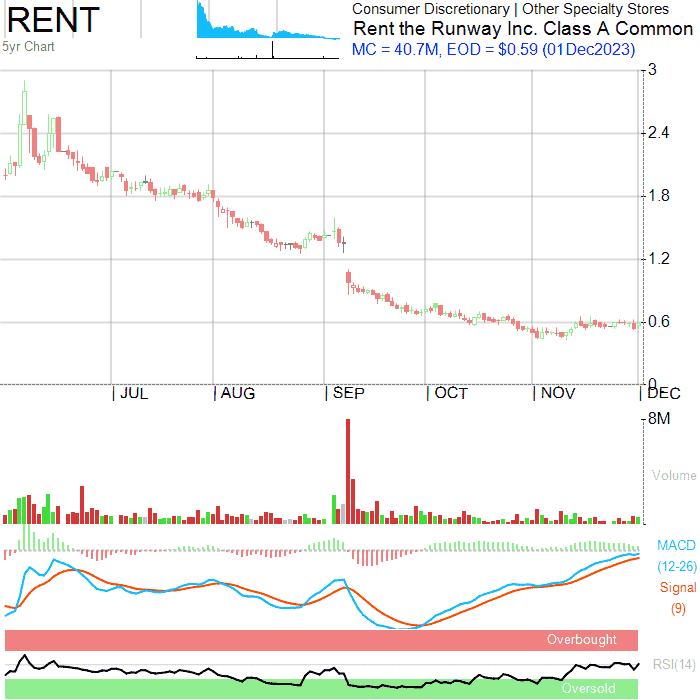 RENT
5yr Chart
Consumer Discretionary | Other Specialty Stores
Rent the Runway Inc. Class A Common
MC = 40.7M, EOD = $0.59 (01Dec2023)
3
2.4
1.8
1.2
0.6
0
JUL AUG SEP OCT NOV DEC
8M
Volume
MACD
(12-26)
Signal
(9)
Overbought
RSI(14)
Oversold